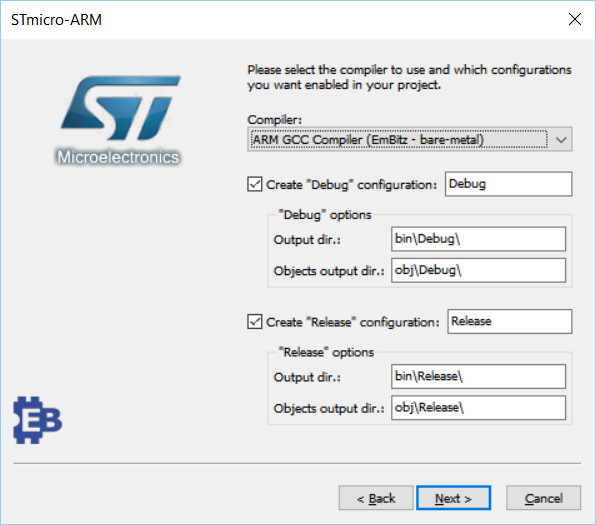 STmicro-ARM
ST
Microelectronics
Please select the compiler to use and which configurations
you want enabled in your project.
Compiler:
ARM GCC Compiler (EmBitz - bare-metal)
Create "Debug" configuration: Debug
"Debug" options
Output dir.: bin\Debug\
Objects output dir.: obj\Debug\
Create "Release" configuration: Release
"Release" options
Output dir.: bin\Release\
Objects output dir.: obj\Release\
EB
< Back Next > Cancel